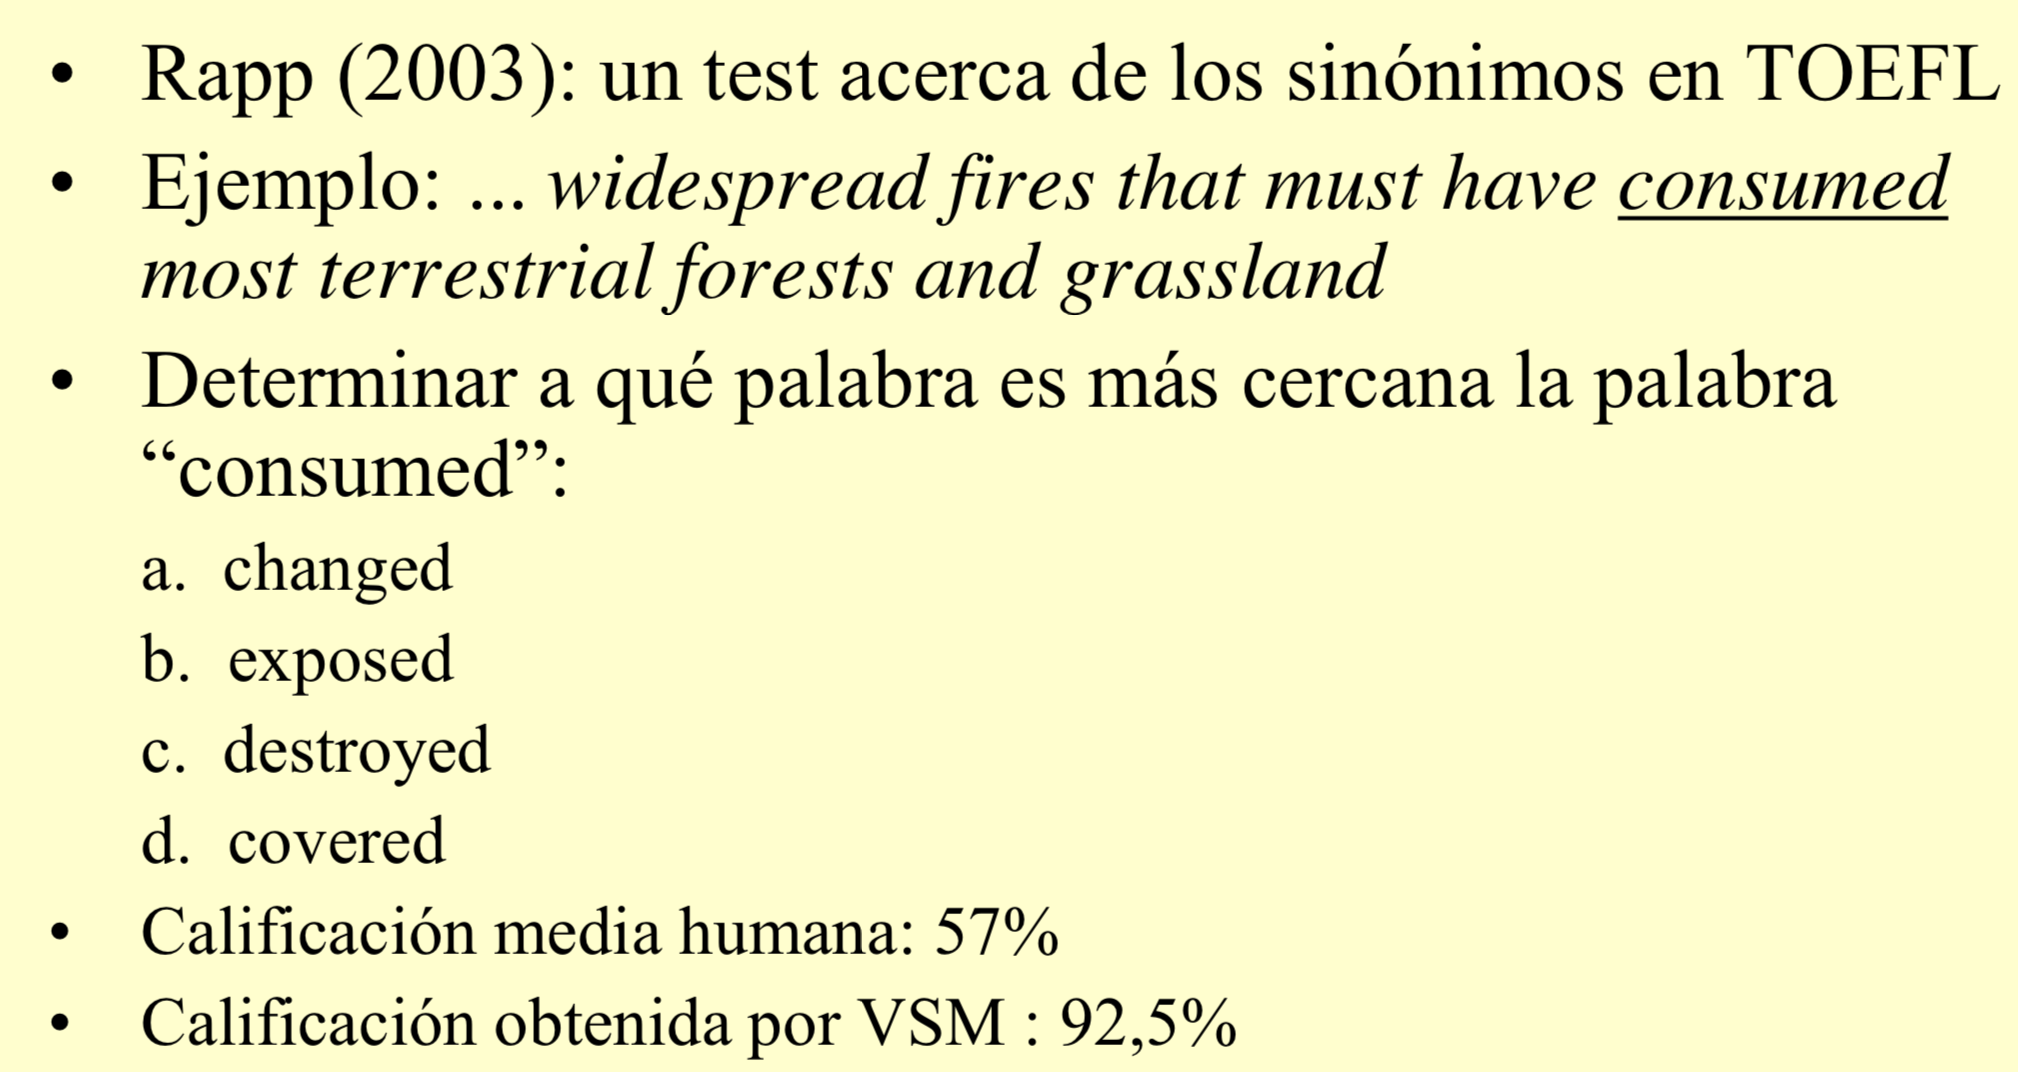 • Rapp (2003): un test acerca de los sinónimos en TOEFL
• Ejemplo: ... widespread fires that must have consumed
most terrestrial forests and grassland
• Determinar a qué palabra es más cercana la palabra
“consumed”:
a. changed
b. exposed
c. destroyed
d. covered
• Calificación media humana: 57%
• Calificación obtenida por VSM : 92,5%